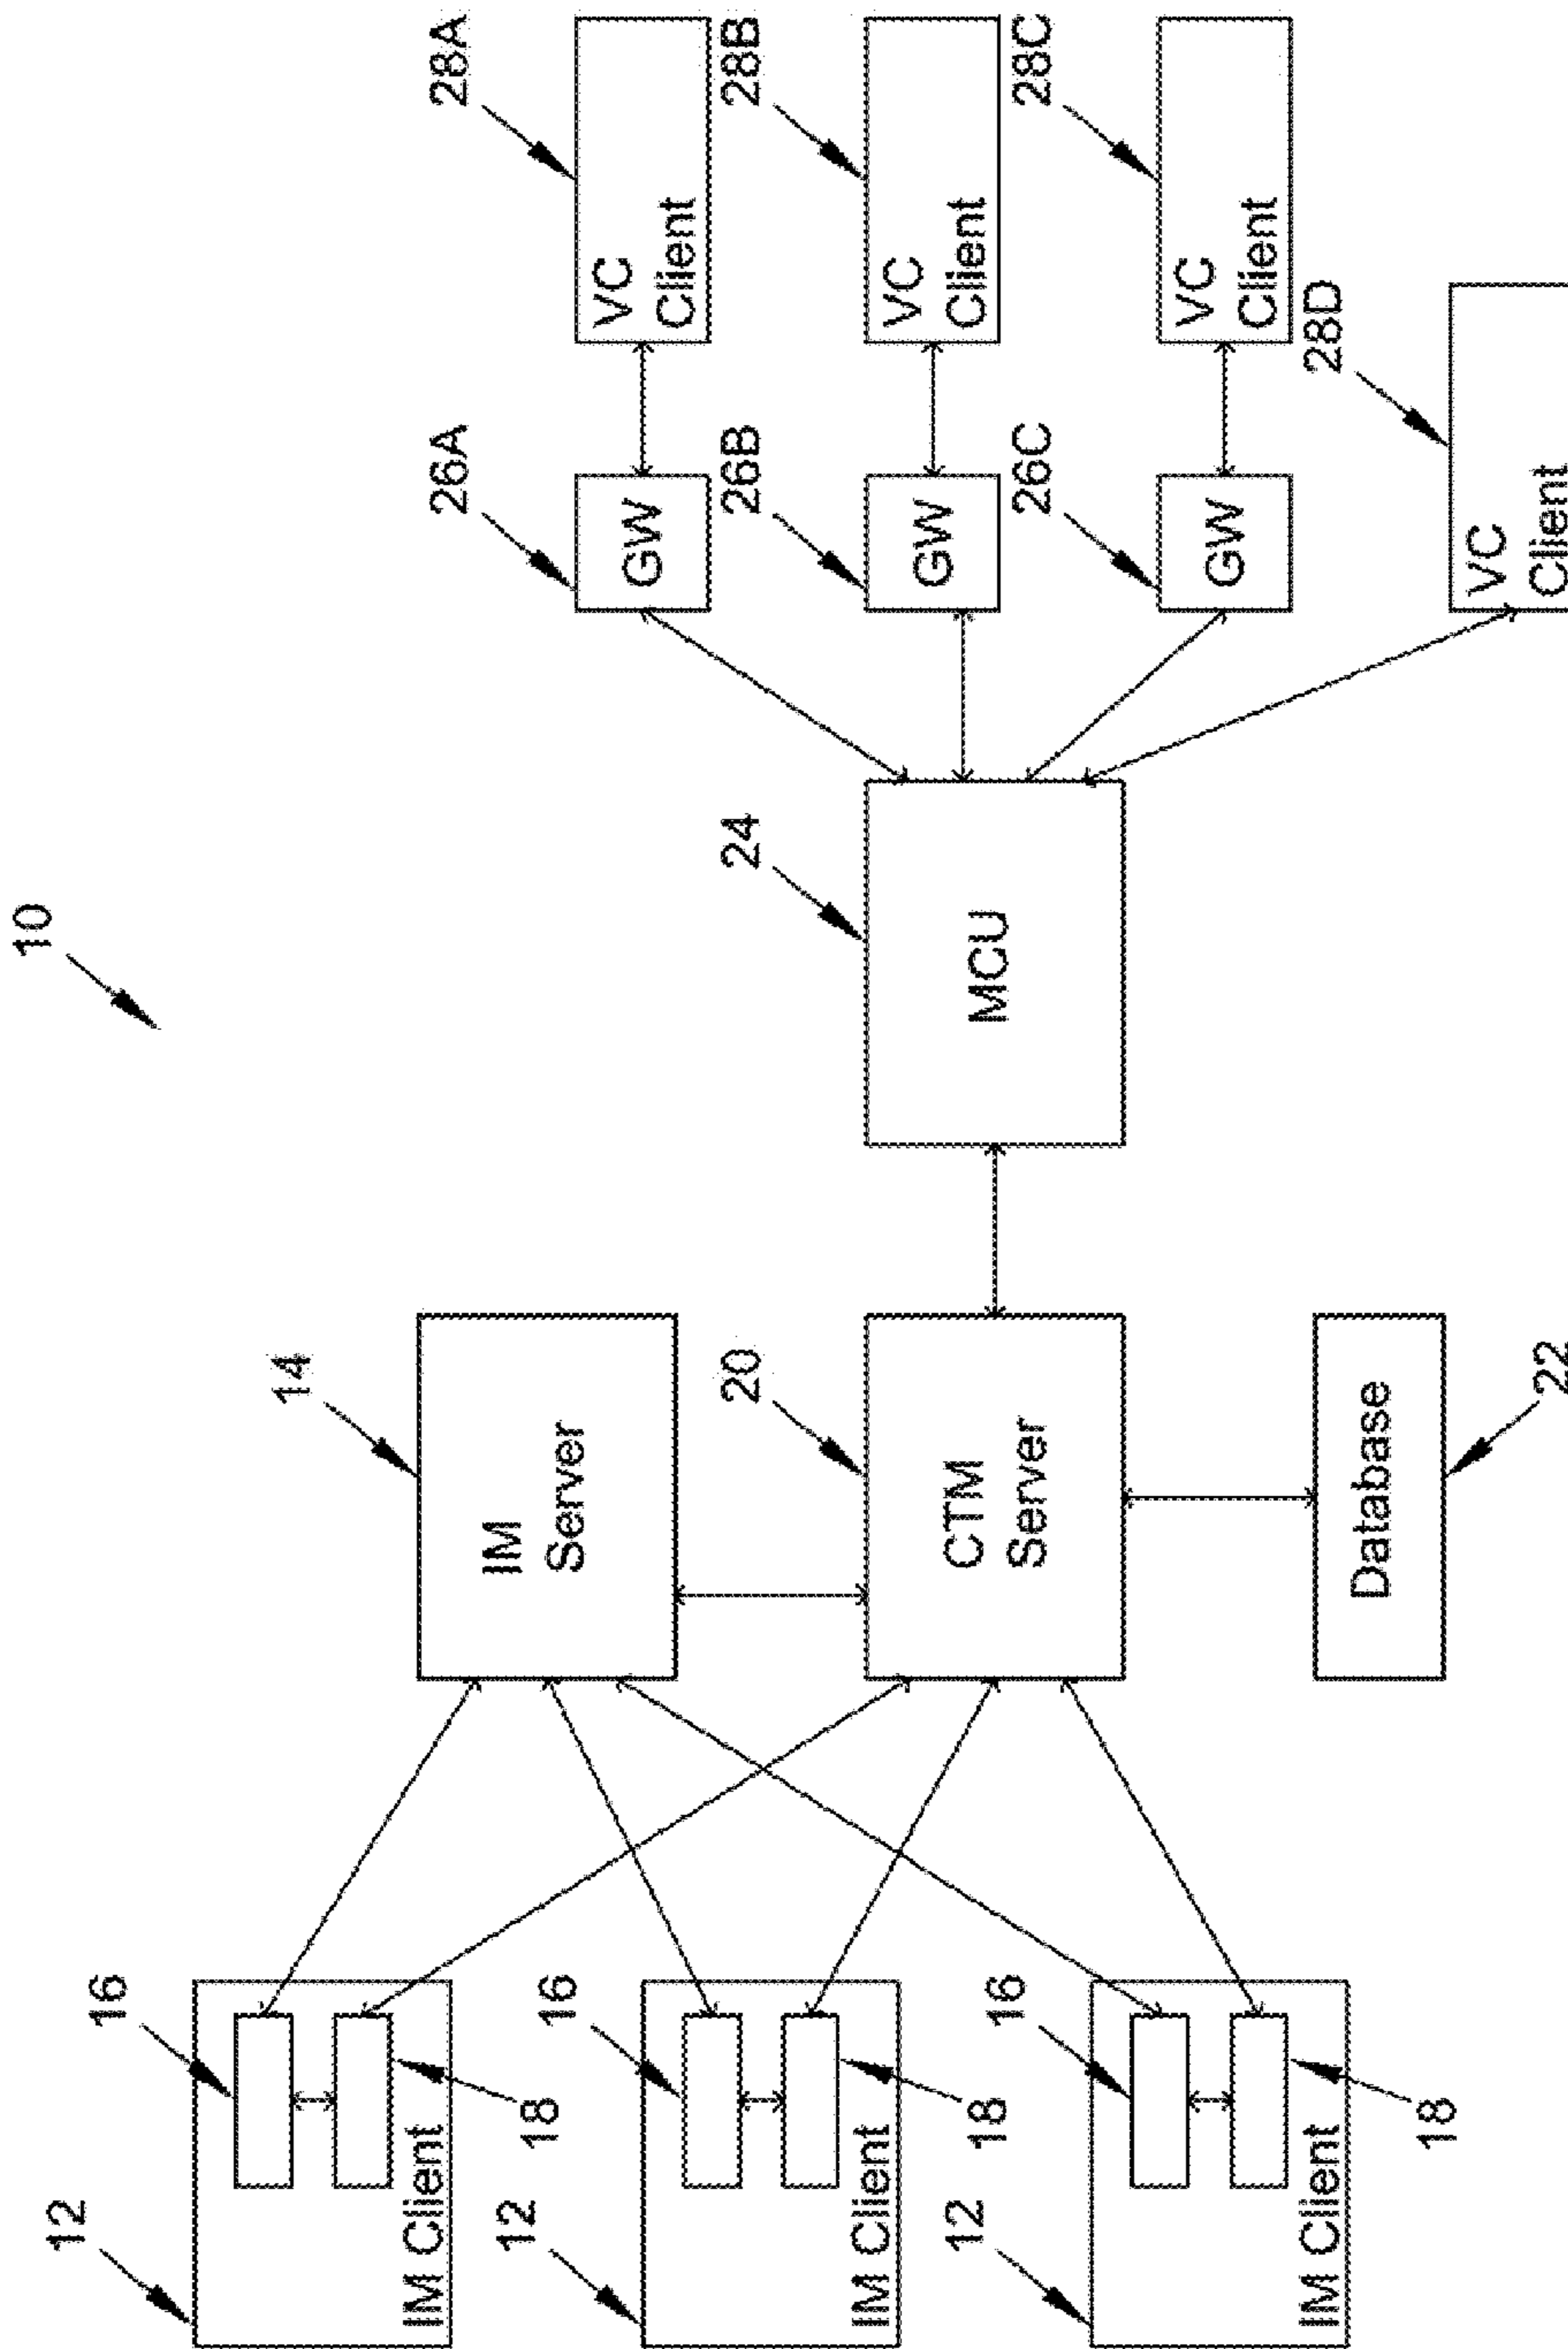 10
12
16
18
IM Client
12
16
18
IM Client
12
16
18
IM Client
14
IM
Server
20
CTM
Server
Database
22
24
MCU
26A
GW
26B
GW
26C
GW
28A
VC
Client
28B
VC
Client
28C
VC
Client
28D
VC
Client